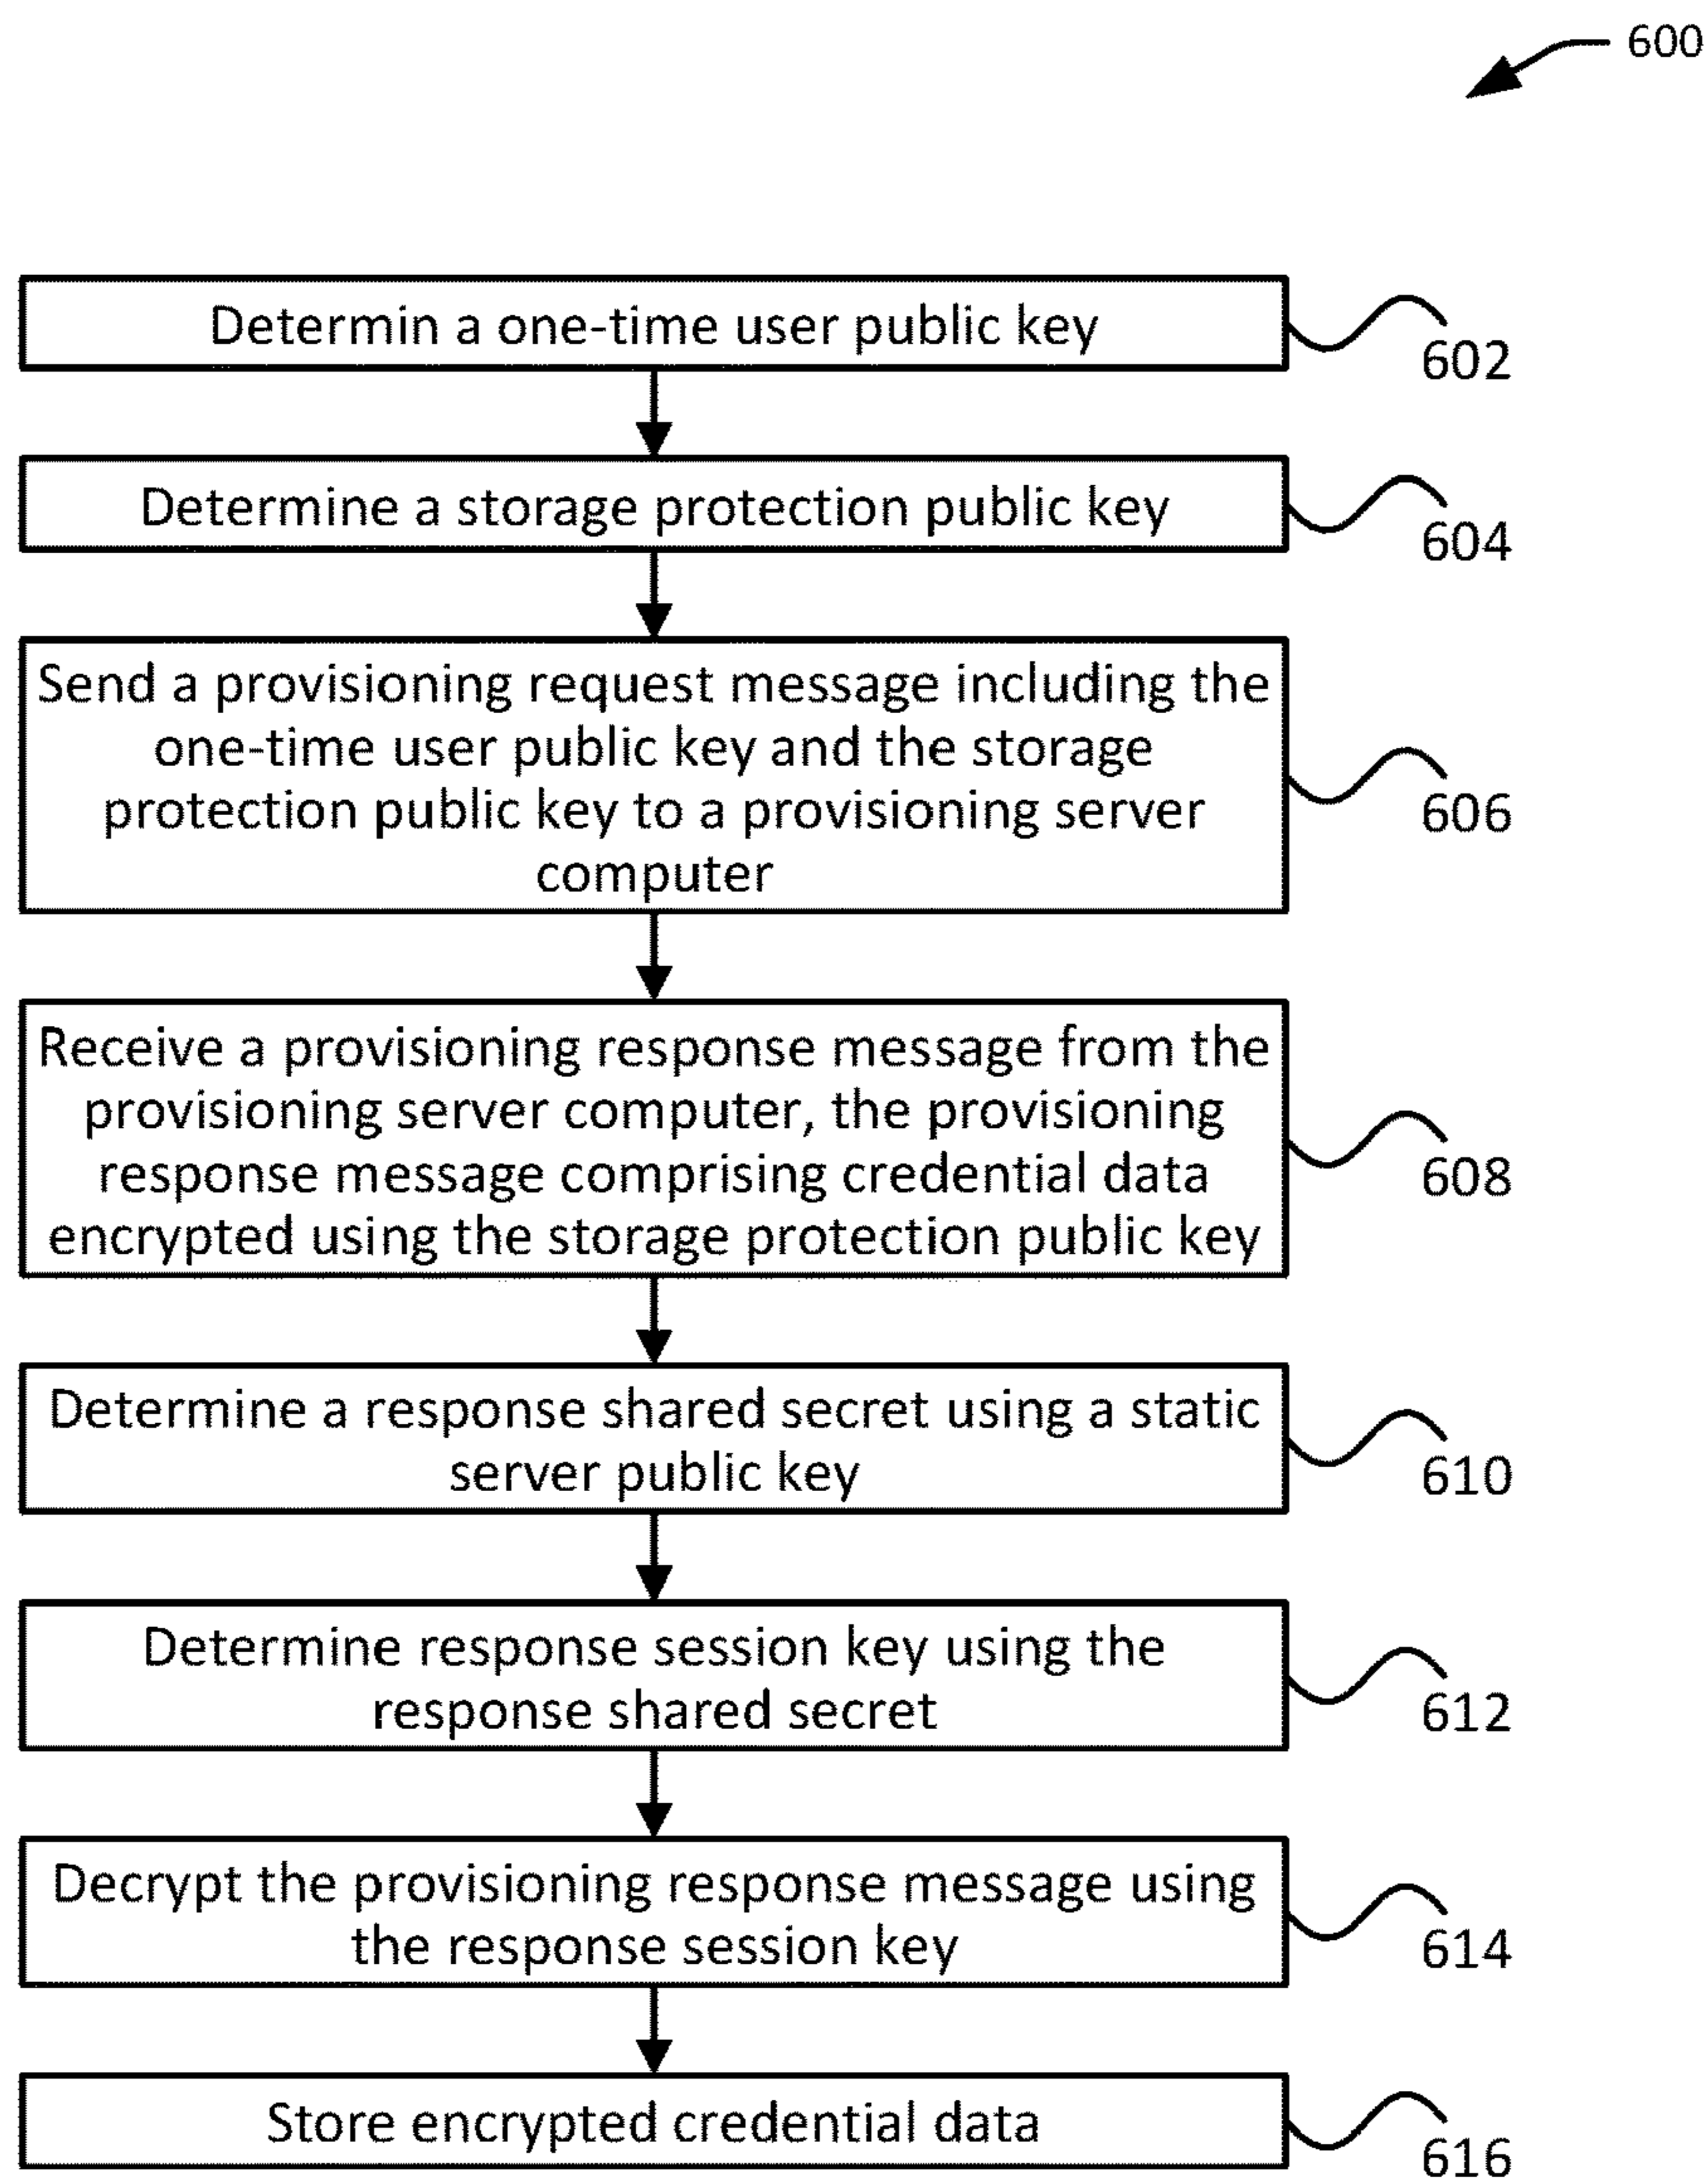 600
Determin a one-time user public key
602
Determine a storage protection public key
604
Send a provisioning request message including the
one-time user public key and the storage
protection public key to a provisioning server
computer
606
Receive a provisioning response message from the
provisioning server computer, the provisioning
response message comprising credential data
encrypted using the storage protection public key
608
Determine a response shared secret using a static
server public key
610
Determine response session key using the
response shared secret
612
Decrypt the provisioning response message using
the response session key
614
Store encrypted credential data
616